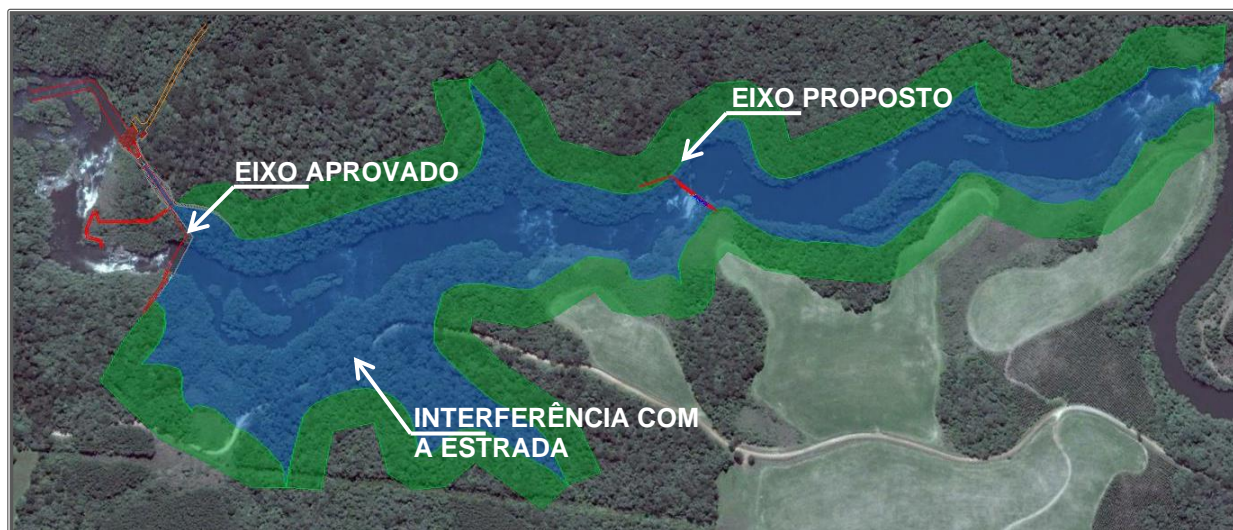 EIXO PROPOSTO
EIXO APROVADO
INTERFERÊNCIA COM
A ESTRADA